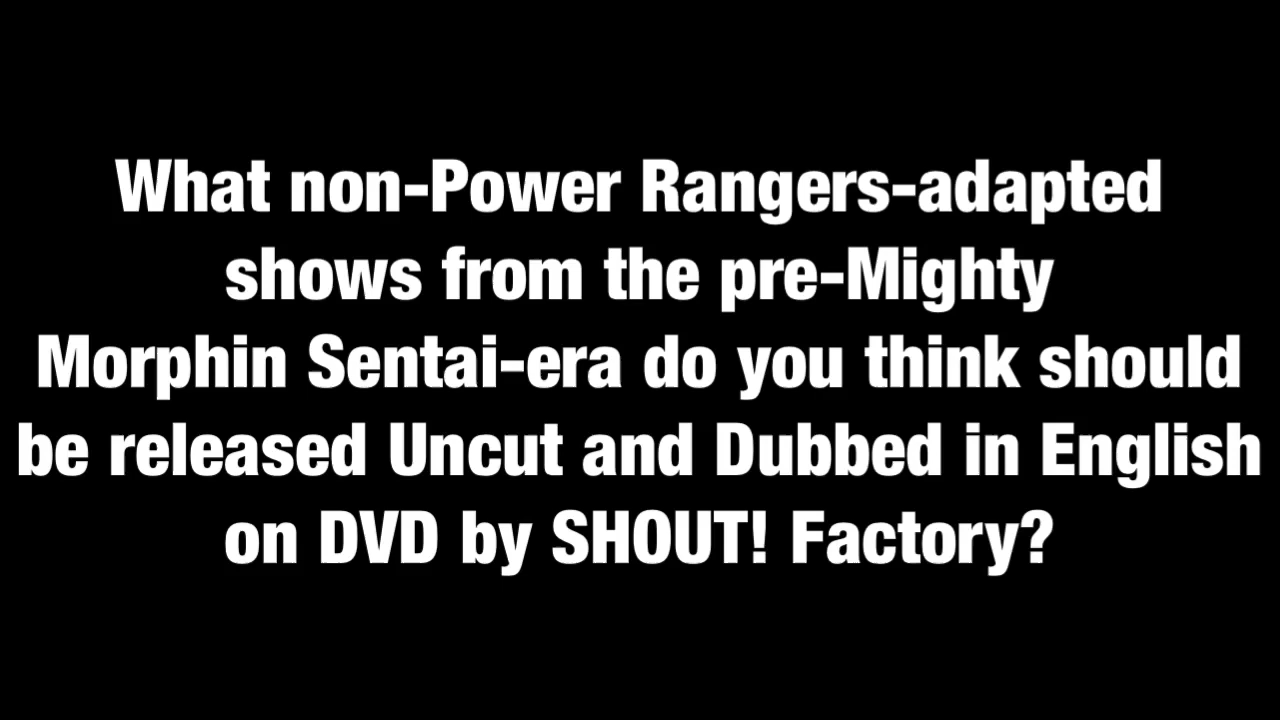 What non-Power Rangers-adapted
shows from the pre-Mighty
Morphin Sentai-era do you think should
be released Uncut and Dubbed in English
on DVD by SHOUT! Factory?